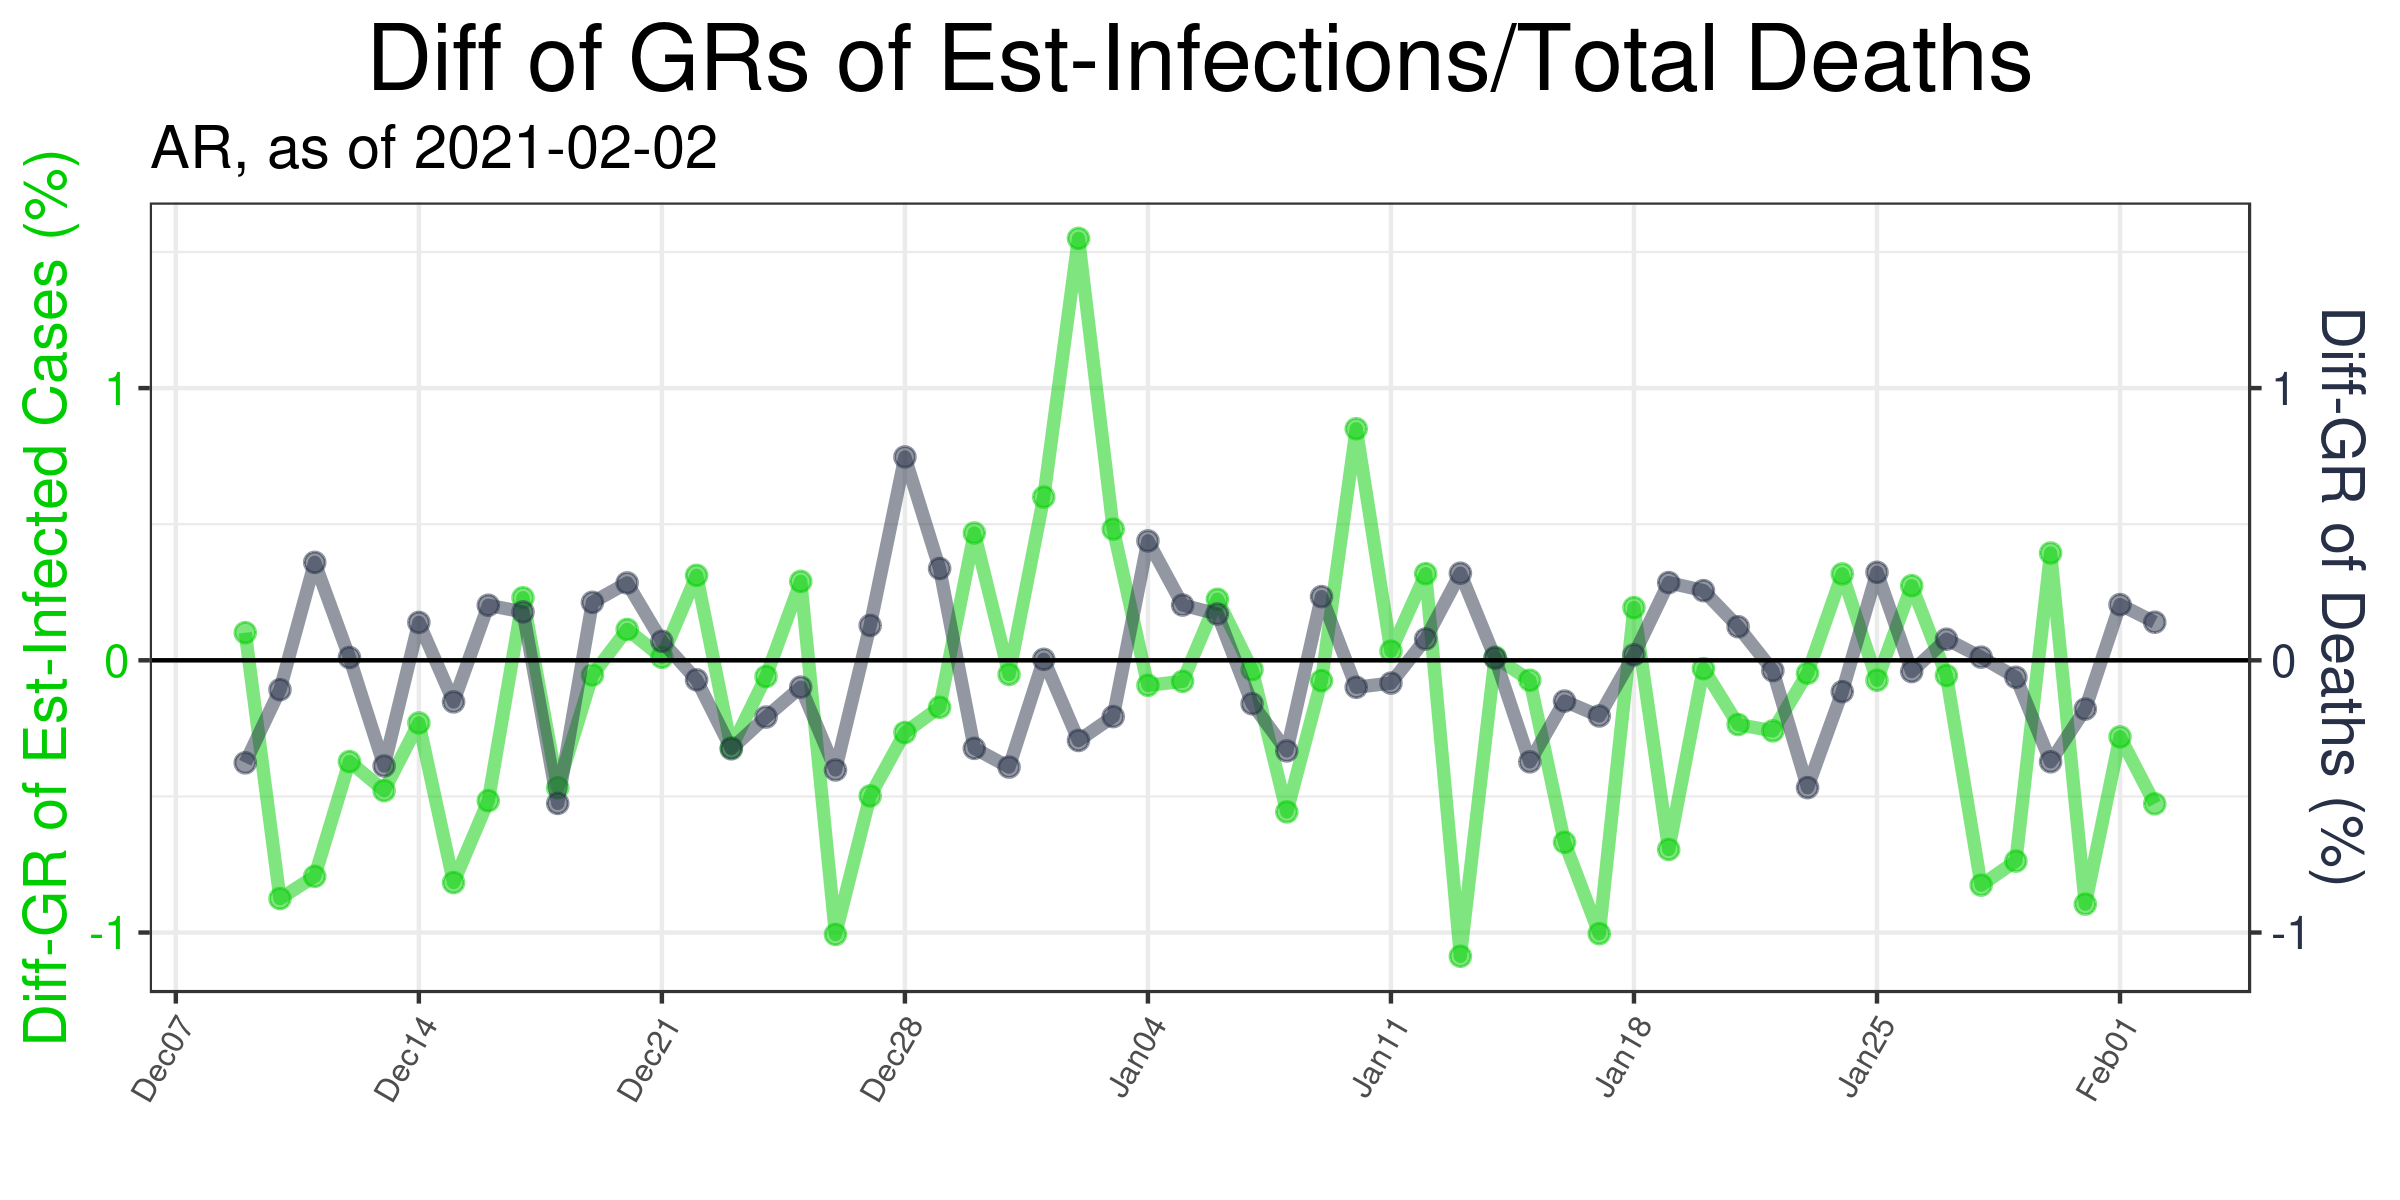 Diff of GRs of Est-Infections/Total Deaths
AR, as of 2021-02-02
Diff-GR of Est-Infected Cases (%)
1
0
-1
1
0
-1
Diff-GR of Deaths (%)
Dec07
Dec14
Dec21
Dec28
Jan04
Jan11
Jan18
Jan25
Feb01